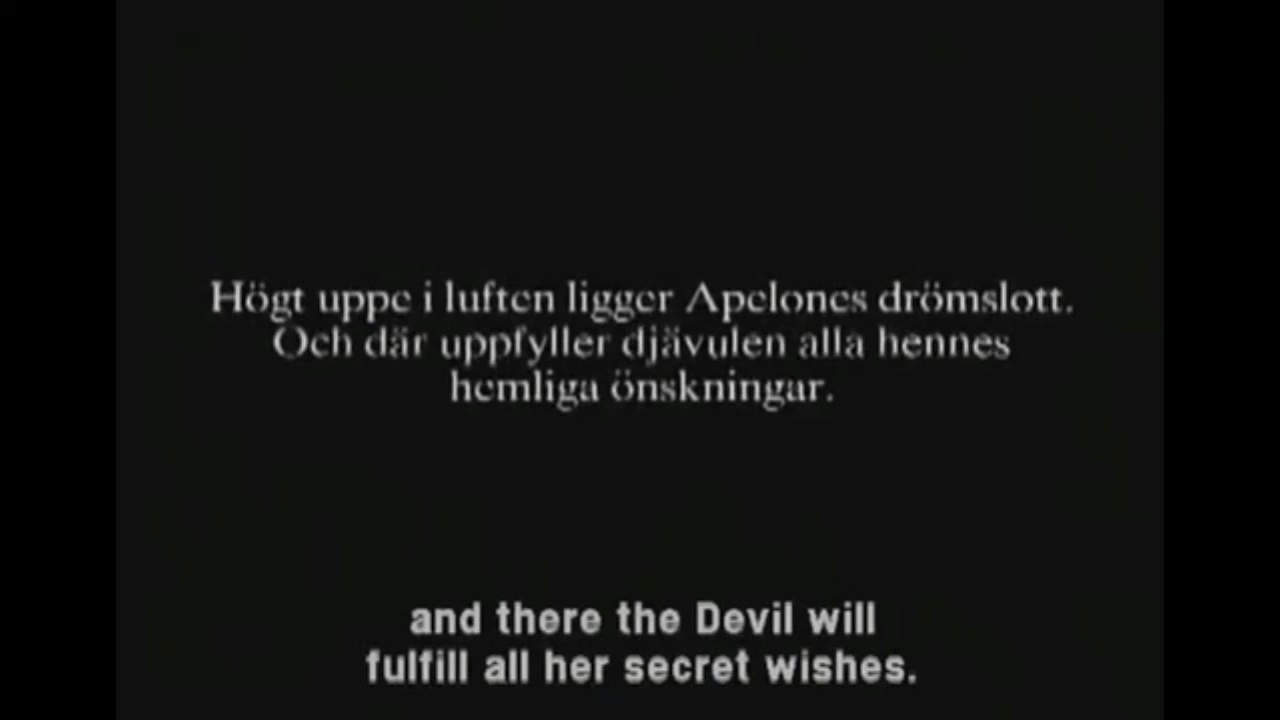 Högt uppe i luften ligger Apelones drömslott.
Och där uppfyller djävulen alla hennes
hemliga önskningar.
and there the Devil will
fulfill all her secret wishes.